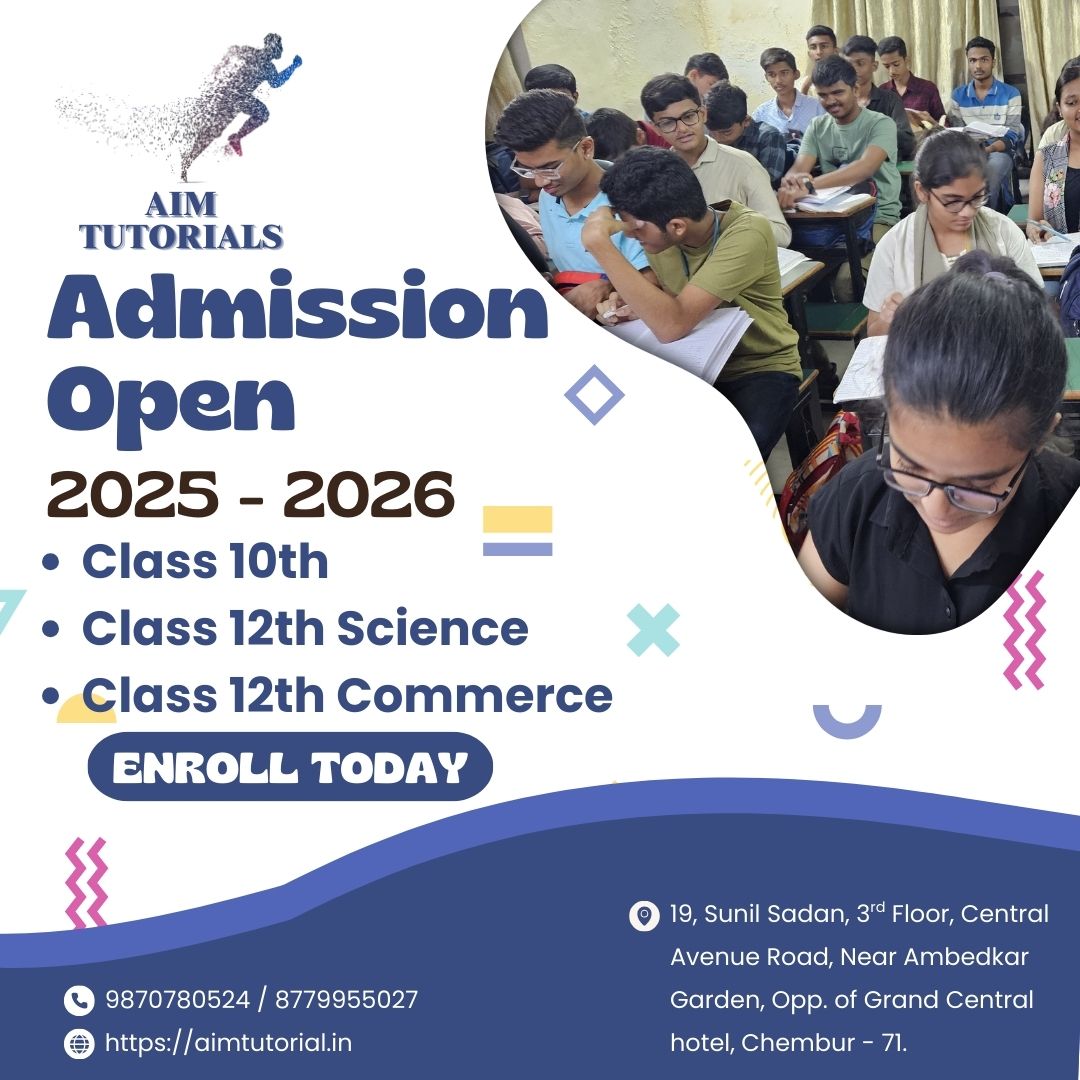 AIM
TUTORIALS
Admission
Open
2025 - 2026
• Class 10th
• Class 12th Science
• Class 12th Commerce
ENROLL TODAY
9870780524 / 8779955027
https://aimtutorial.in
19, Sunil Sadan, 3rd Floor, Central
Avenue Road, Near Ambedkar
Garden, Opp. of Grand Central
hotel, Chembur - 71.